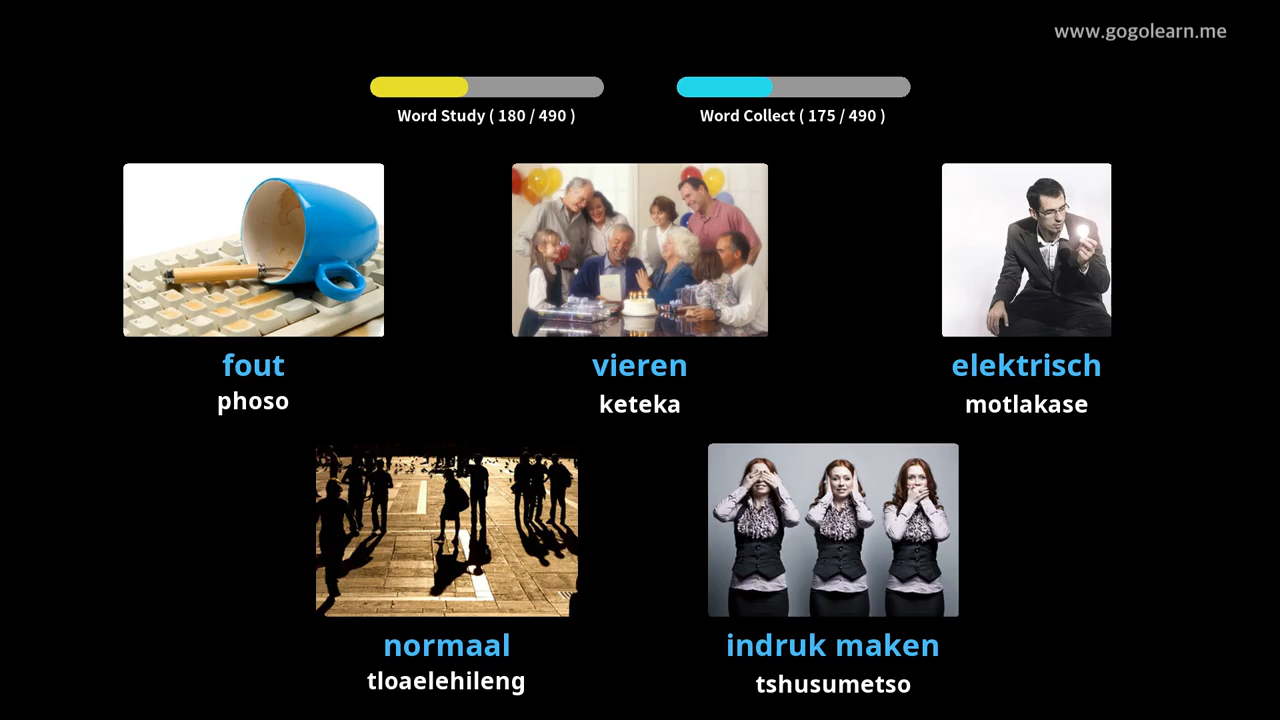 www.gogolearn.me
Word Study ( 180 / 490 )
Word Collect ( 175 / 490 )
fout
phoso
vieren
keteka
elektrisch
motlakase
normaal
tloaelehileng
indruk maken
tshusumetso